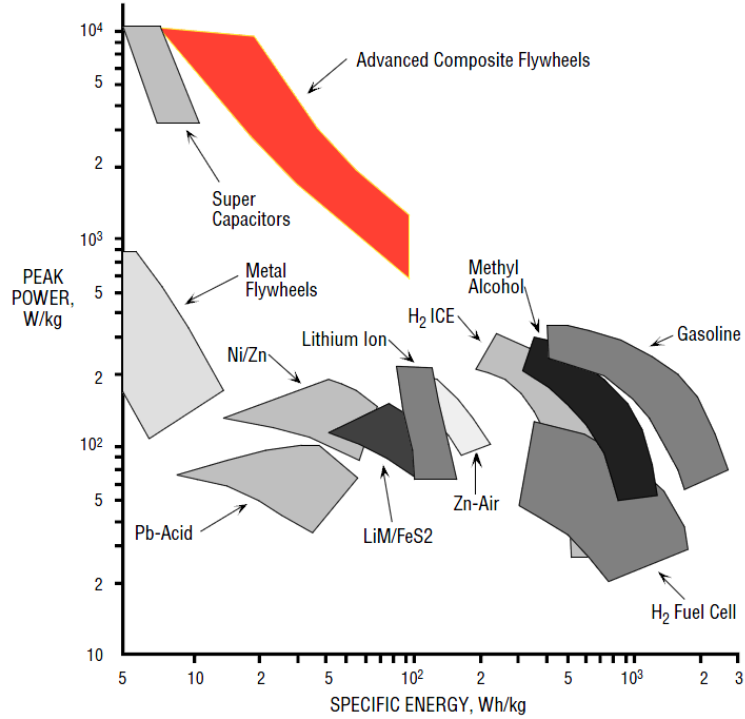 10⁴
5
2
10³
5
2
10²
5
2
10
PEAK
POWER,
W/kg
Advanced Composite Flywheels
Super
Capacitors
Metal
Flywheels
Methyl
Alcohol
H₂ ICE
Gasoline
Lithium Ion
Ni/Zn
Zn-Air
Pb-Acid
LiM/FeS2
H₂ Fuel Cell
5 10 2 5 10² 2 5 10³ 2 3
SPECIFIC ENERGY, Wh/kg